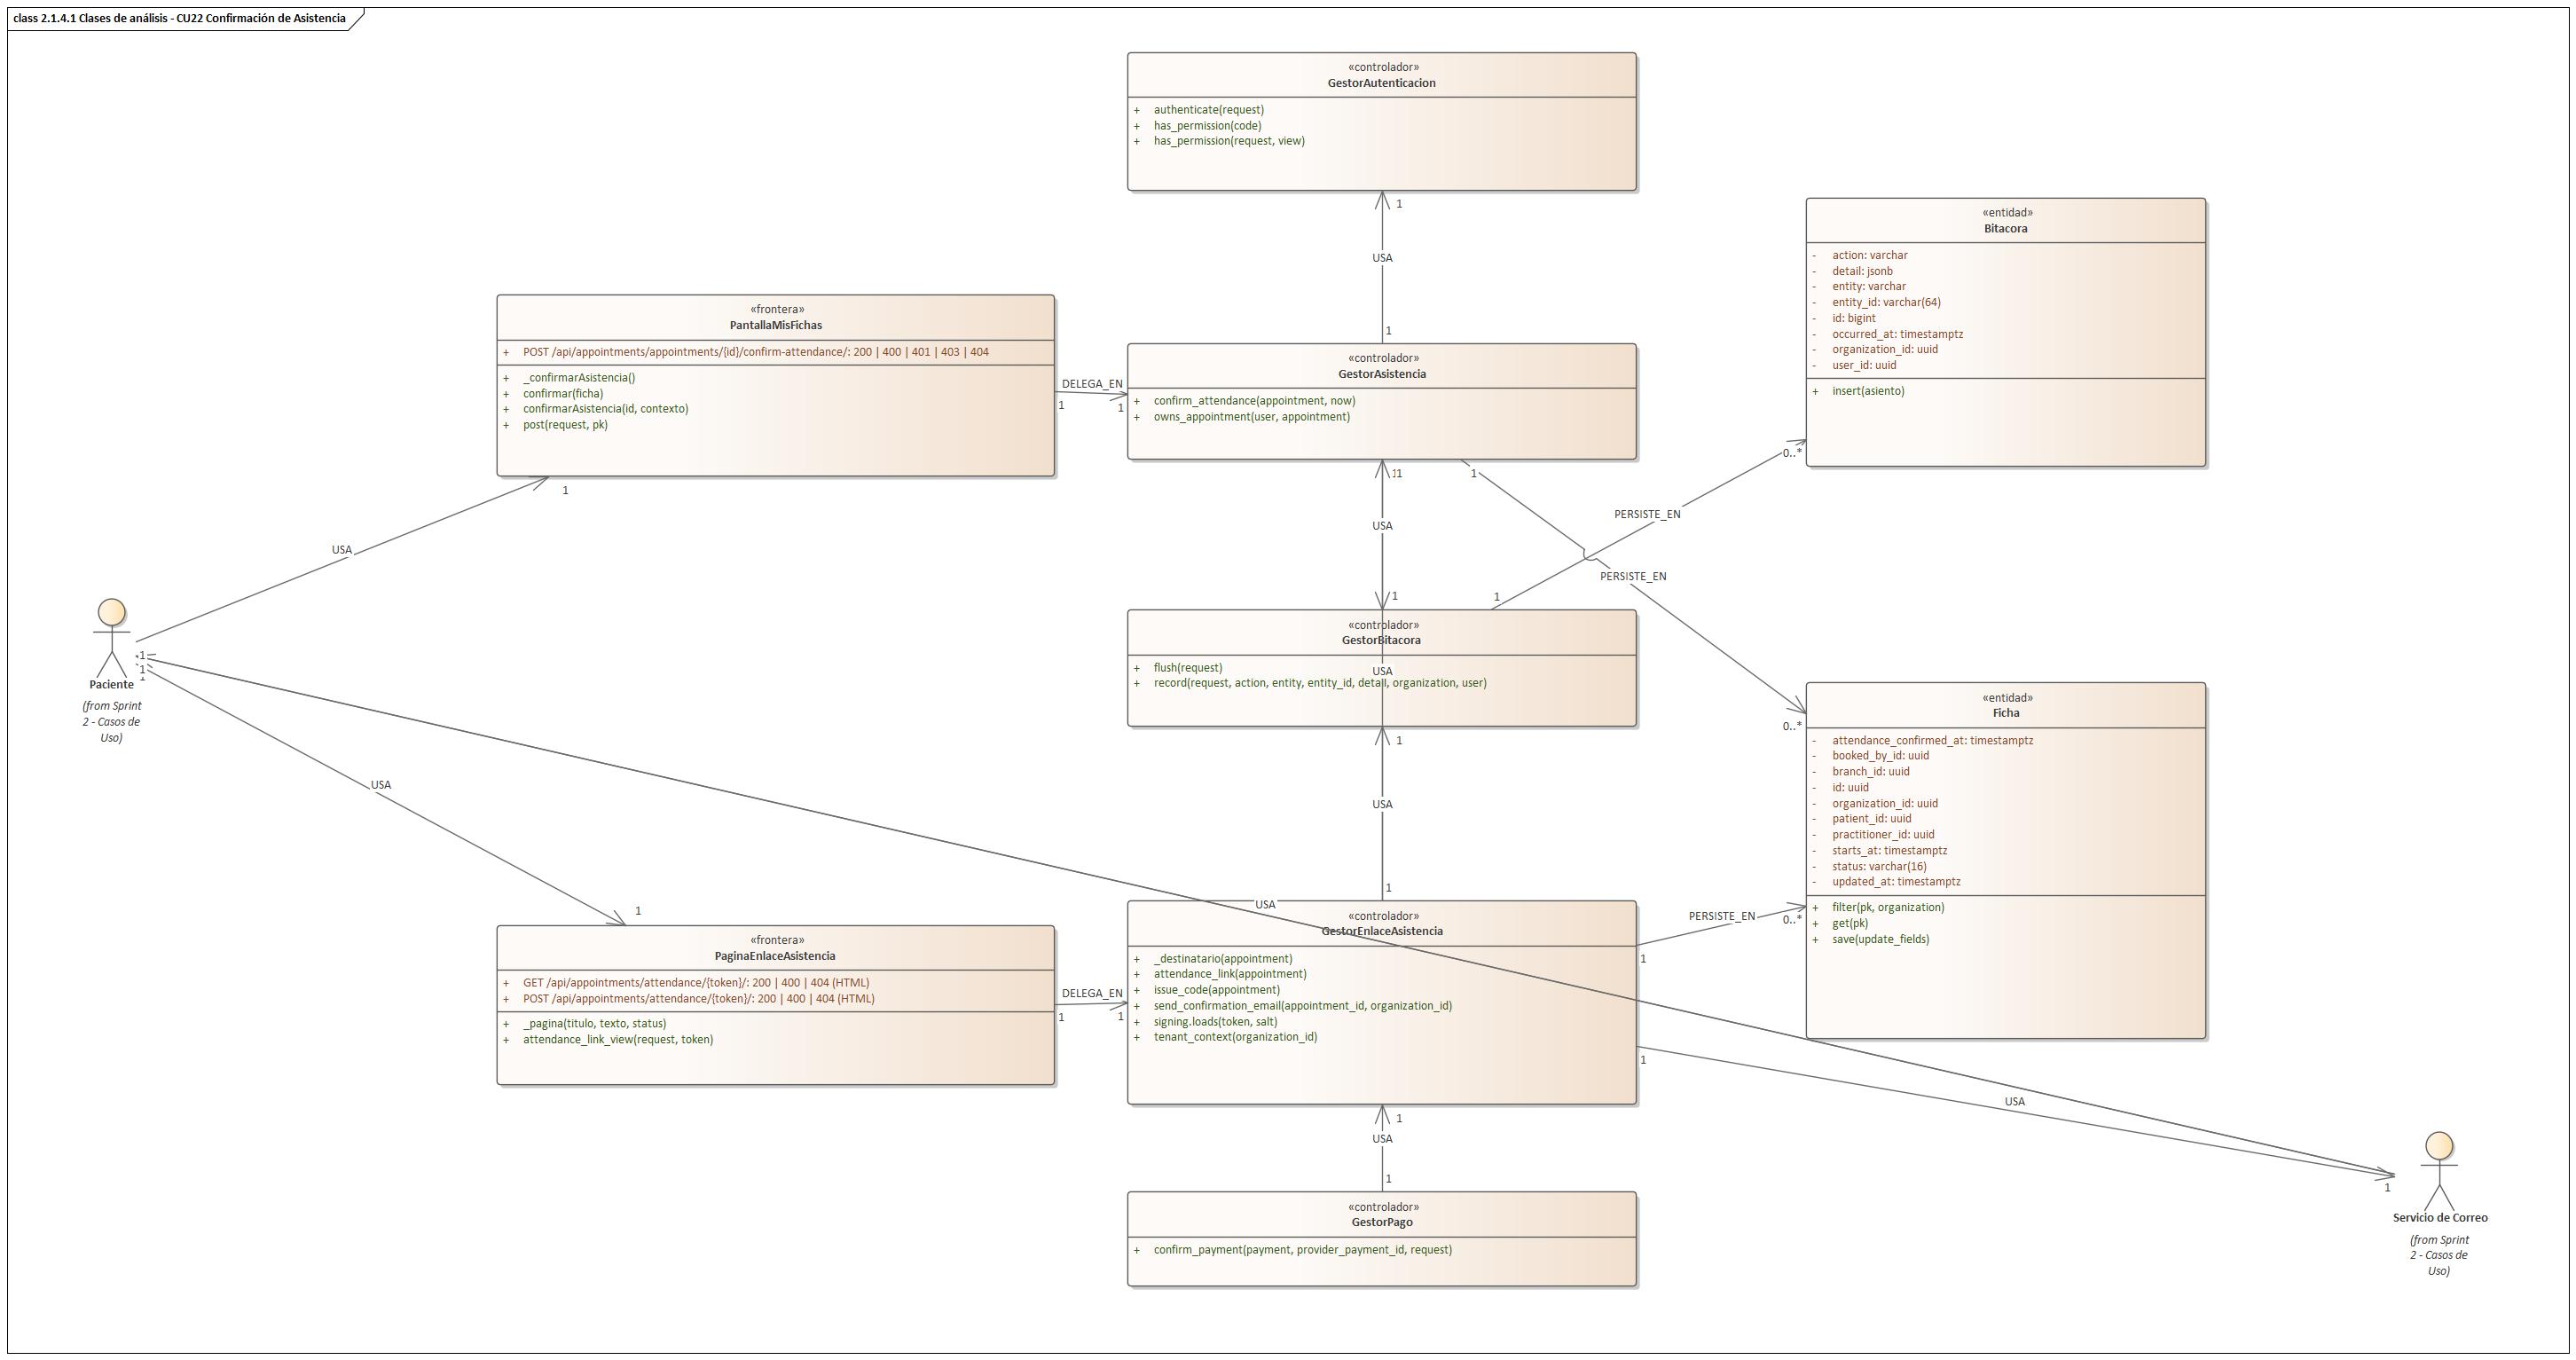 class 2.1.4.1 Clases de análisis - CU22 Confirmación de Asistencia
«controlador»
GestorAutenticacion
+ authenticate(request)
+ has_permission(code)
+ has_permission(request, view)
1
USA
1
«entidad»
Bitacora
- action: varchar
- detail: jsonb
- entity: varchar
- entity_id: varchar(64)
- id: bigint
- occurred_at: timestamptz
- organization_id: uuid
- user_id: uuid
+ insert(asiento)
«frontera»
PantallaMisFichas
+ POST /api/appointments/appointments/{id}/confirm-attendance/: 200 | 400 | 401 | 403 | 404
+ _confirmarAsistencia()
+ confirmar(ficha)
+ confirmarAsistencia(id, contexto)
+ post(request, pk)
DELEGA_EN
1
1
«controlador»
GestorAsistencia
+ confirm_attendance(appointment, now)
+ owns_appointment(user, appointment)
0..*
11
1
1
PERSISTE_EN
USA
USA
PERSISTE_EN
1
1
«controlador»
GestorBitacora
+ flush(request)
USA
+ record(request, action, entity, entity_id, detail, organization, user)
1
1
1
Paciente
(from Sprint
2 - Casos de
Uso)
«entidad»
Ficha
0..*
- attendance_confirmed_at: timestamptz
- booked_by_id: uuid
- branch_id: uuid
- id: uuid
- organization_id: uuid
- patient_id: uuid
- practitioner_id: uuid
- starts_at: timestamptz
- status: varchar(16)
- updated_at: timestamptz
+ filter(pk, organization)
+ get(pk)
+ save(update_fields)
1
USA
USA
1
USA
1
PERSISTE_EN
0..*
«frontera»
PaginaEnlaceAsistencia
+ GET /api/appointments/attendance/{token}/: 200 | 400 | 404 (HTML)
+ POST /api/appointments/attendance/{token}/: 200 | 400 | 404 (HTML)
+ _pagina(titulo, texto, status)
+ attendance_link_view(request, token)
DELEGA_EN
1
1
«controlador»
GestorEnlaceAsistencia
+ _destinatario(appointment)
+ attendance_link(appointment)
+ issue_code(appointment)
+ send_confirmation_email(appointment_id, organization_id)
+ signing.loads(token, salt)
+ tenant_context(organization_id)
1
1
USA
1
USA
1
1
«controlador»
GestorPago
+ confirm_payment(payment, provider_payment_id, request)
Servicio de Correo
(from Sprint
2 - Casos de
Uso)